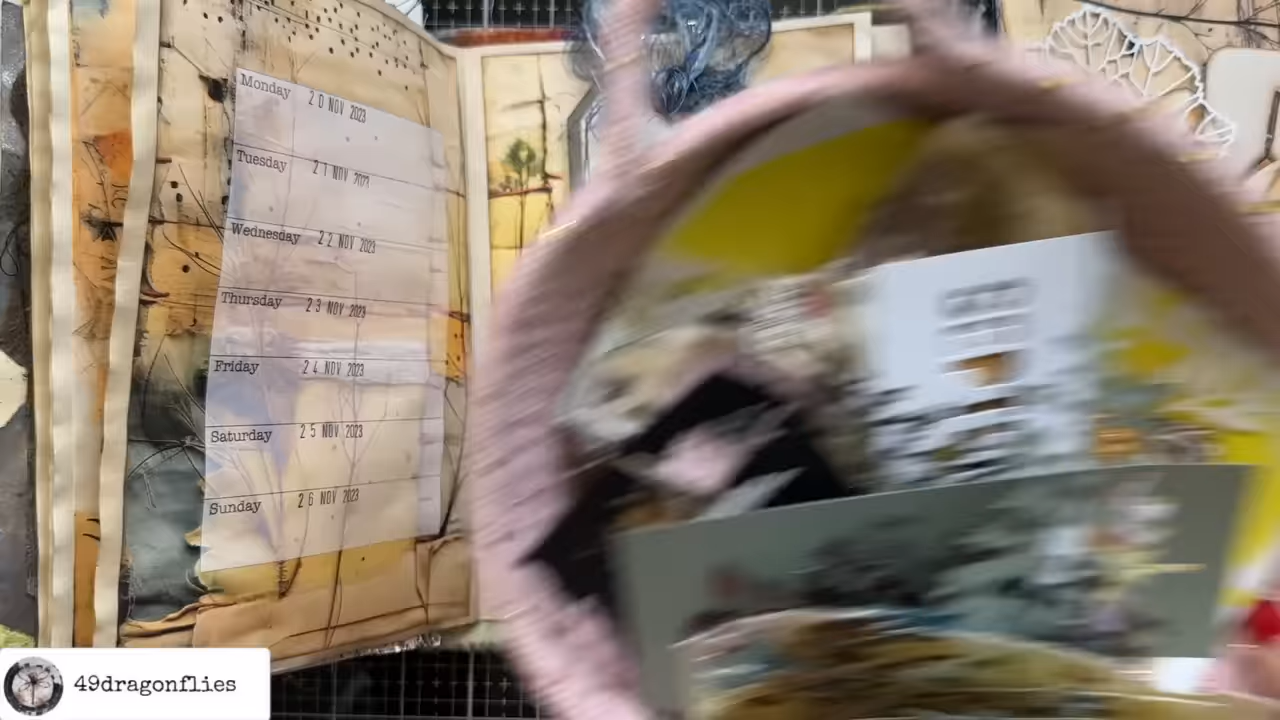 Monday 20 NOV 2023
Tuesday 21 NOV 2023
Wednesday 22 NOV 2023
Thursday 23 NOV 2023
Friday 24 NOV 2023
Saturday 25 NOV 2023
Sunday 26 NOV 2023
49dragonflies